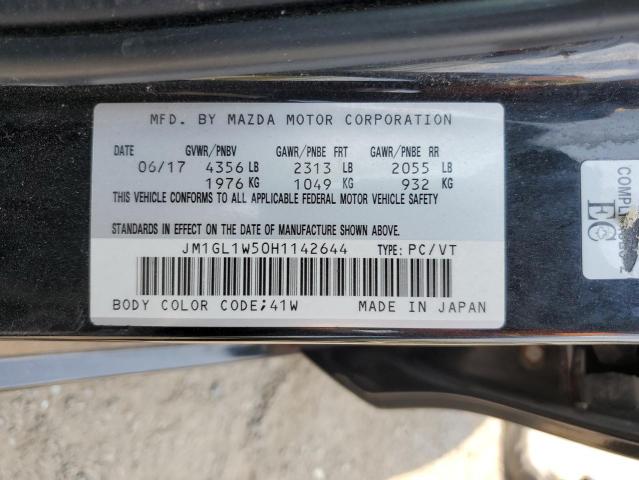 MFD. BY MAZDA MOTOR CORPORATION
DATE GVWR/PNBV GAWR/PNBE FRT GAWR/PNBE RR
06/17 4356 LB 2313 LB 2055 LB
1976 KG 1049 KG 932 KG
THIS VEHICLE CONFORMS TO ALL APPLICABLE FEDERAL MOTOR VEHICLE SAFETY
STANDARDS IN EFFECT ON THE DATE OF MANUFACTURE SHOWN ABOVE.
JM1GL1W50H1142644 TYPE: PC/VT
BODY COLOR CODE;41W MADE IN JAPAN
EC